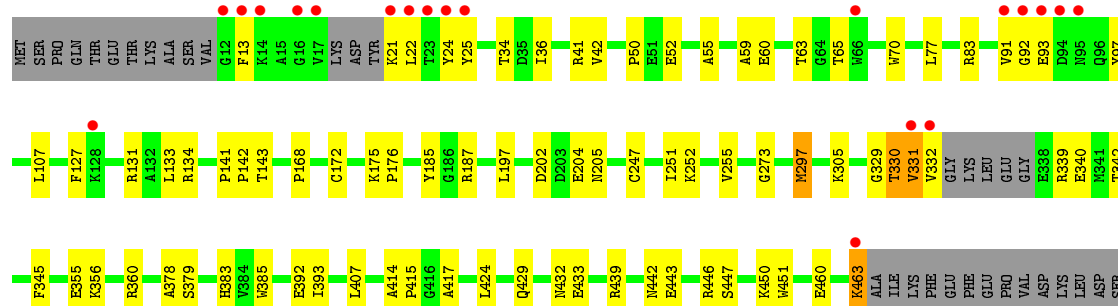 MET SER PRO GLN THR GLU THR LYS ALA SER VAL G12 F13 K14 A15 G16 V17 LYS ASP TYR K21 L22 T23 Y24 Y25 T34 D35 I36 R41 V42 P50 E51 E52 A55 A59 E60 T63 G64 T65 W66 W70 L77 R83 V91 G92 E93 D94 N95 Q96 Y97
L107 F127 K128 R131 A132 L133 R134 P141 P142 T143 P168 C172 K175 P176 Y185 G186 R187 L197 D202 D203 E204 N205 C247 I251 K252 V255 G273 M297 K305 G329 T330 V331 V332 GLY LYS LEU GLU GLY E338 R339 E340 M341 T342
F345 E355 K356 R360 A378 S379 H383 V384 W385 E392 I393 L407 A414 P415 G416 A417 L424 Q429 N432 E433 R439 N442 E443 R446 S447 K450 W451 E460 K463 ALA ILE LYS PHE GLU PHE PRO VAL ASP LYS LEU ASP